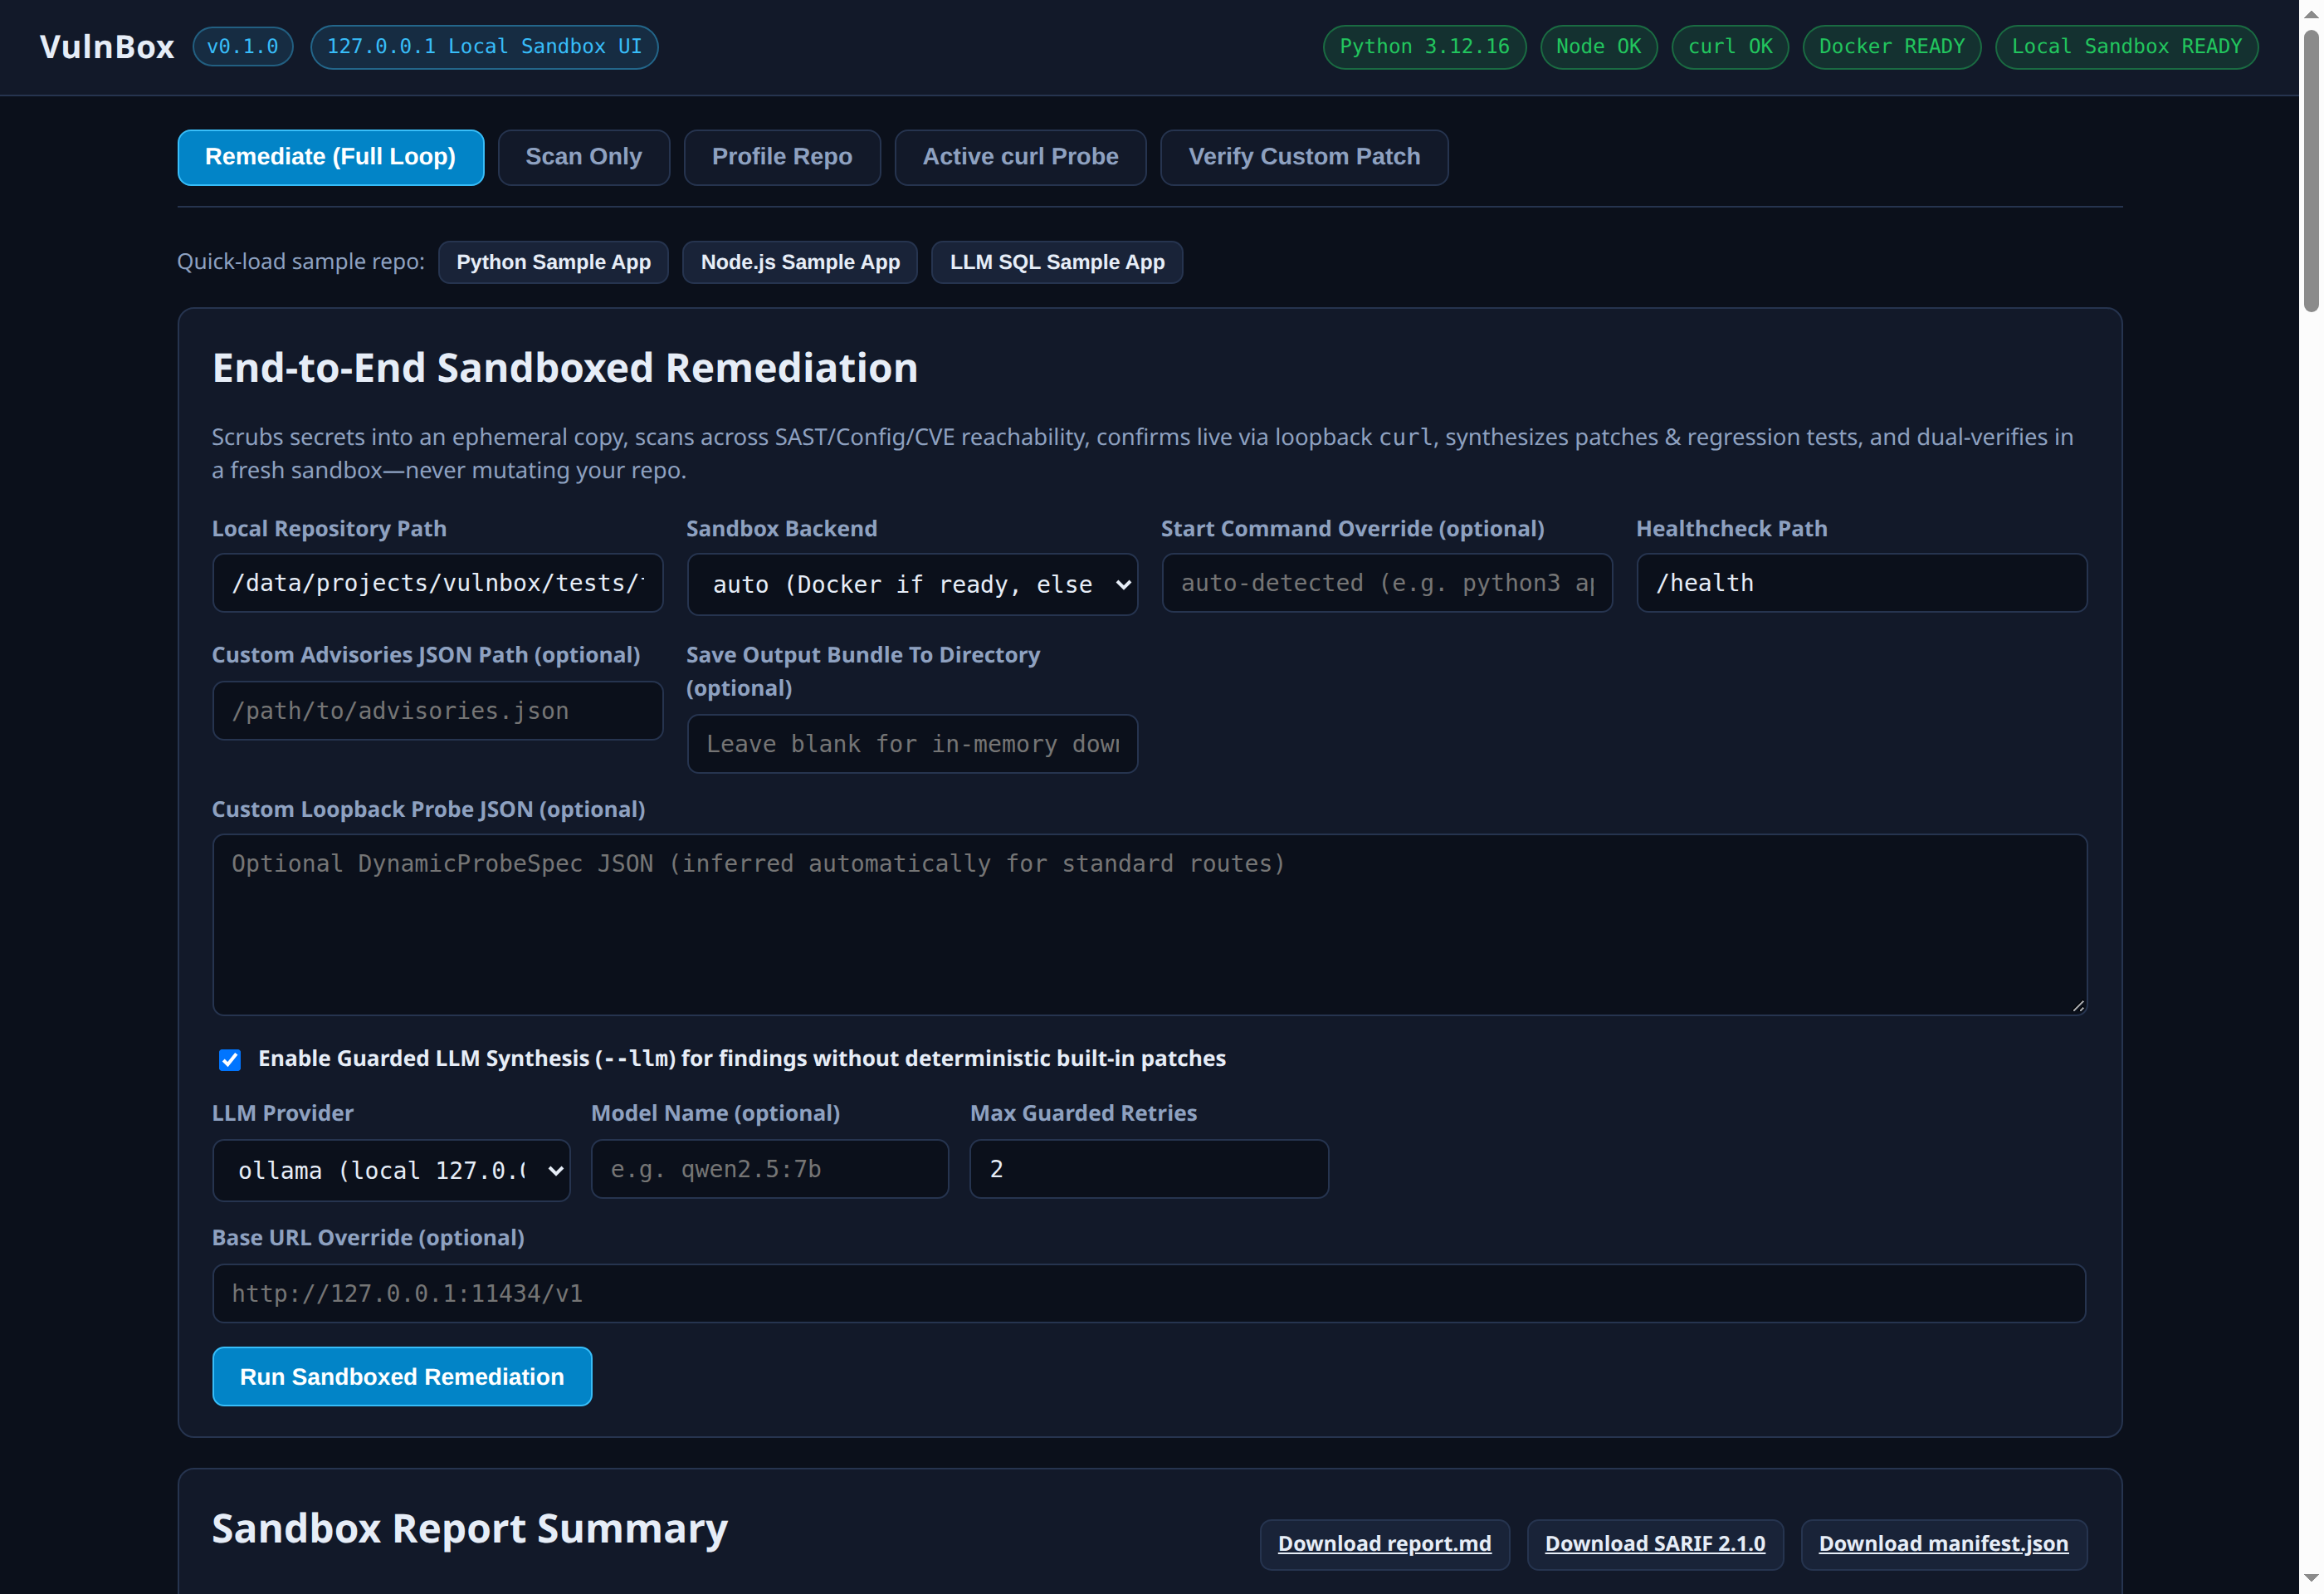 VulnBox v0.1.0 127.0.0.1 Local Sandbox UI Python 3.12.16 Node OK curl OK Docker READY Local Sandbox READY
Remediate (Full Loop) Scan Only Profile Repo Active curl Probe Verify Custom Patch
Quick-load sample repo: Python Sample App Node.js Sample App LLM SQL Sample App
End-to-End Sandboxed Remediation
Scrubs secrets into an ephemeral copy, scans across SAST/Config/CVE reachability, confirms live via loopback curl, synthesizes patches & regression tests, and dual-verifies in
a fresh sandbox—never mutating your repo.
Local Repository Path Sandbox Backend Start Command Override (optional) Healthcheck Path
/data/projects/vulnbox/tests/ auto (Docker if ready, else auto-detected (e.g. python3 /health
Custom Advisories JSON Path (optional) Save Output Bundle To Directory
(optional)
/path/to/advisories.json
Leave blank for in-memory
Custom Loopback Probe JSON (optional)
Optional DynamicProbeSpec JSON (inferred automatically for standard routes)
Enable Guarded LLM Synthesis (--llm) for findings without deterministic built-in patches
LLM Provider Model Name (optional) Max Guarded Retries
ollama (local 127.0. e.g. qwen2.5:7b 2
Base URL Override (optional)
http://127.0.0.1:11434/v1
Run Sandboxed Remediation
Sandbox Report Summary Download report.md Download SARIF 2.1.0 Download manifest.json